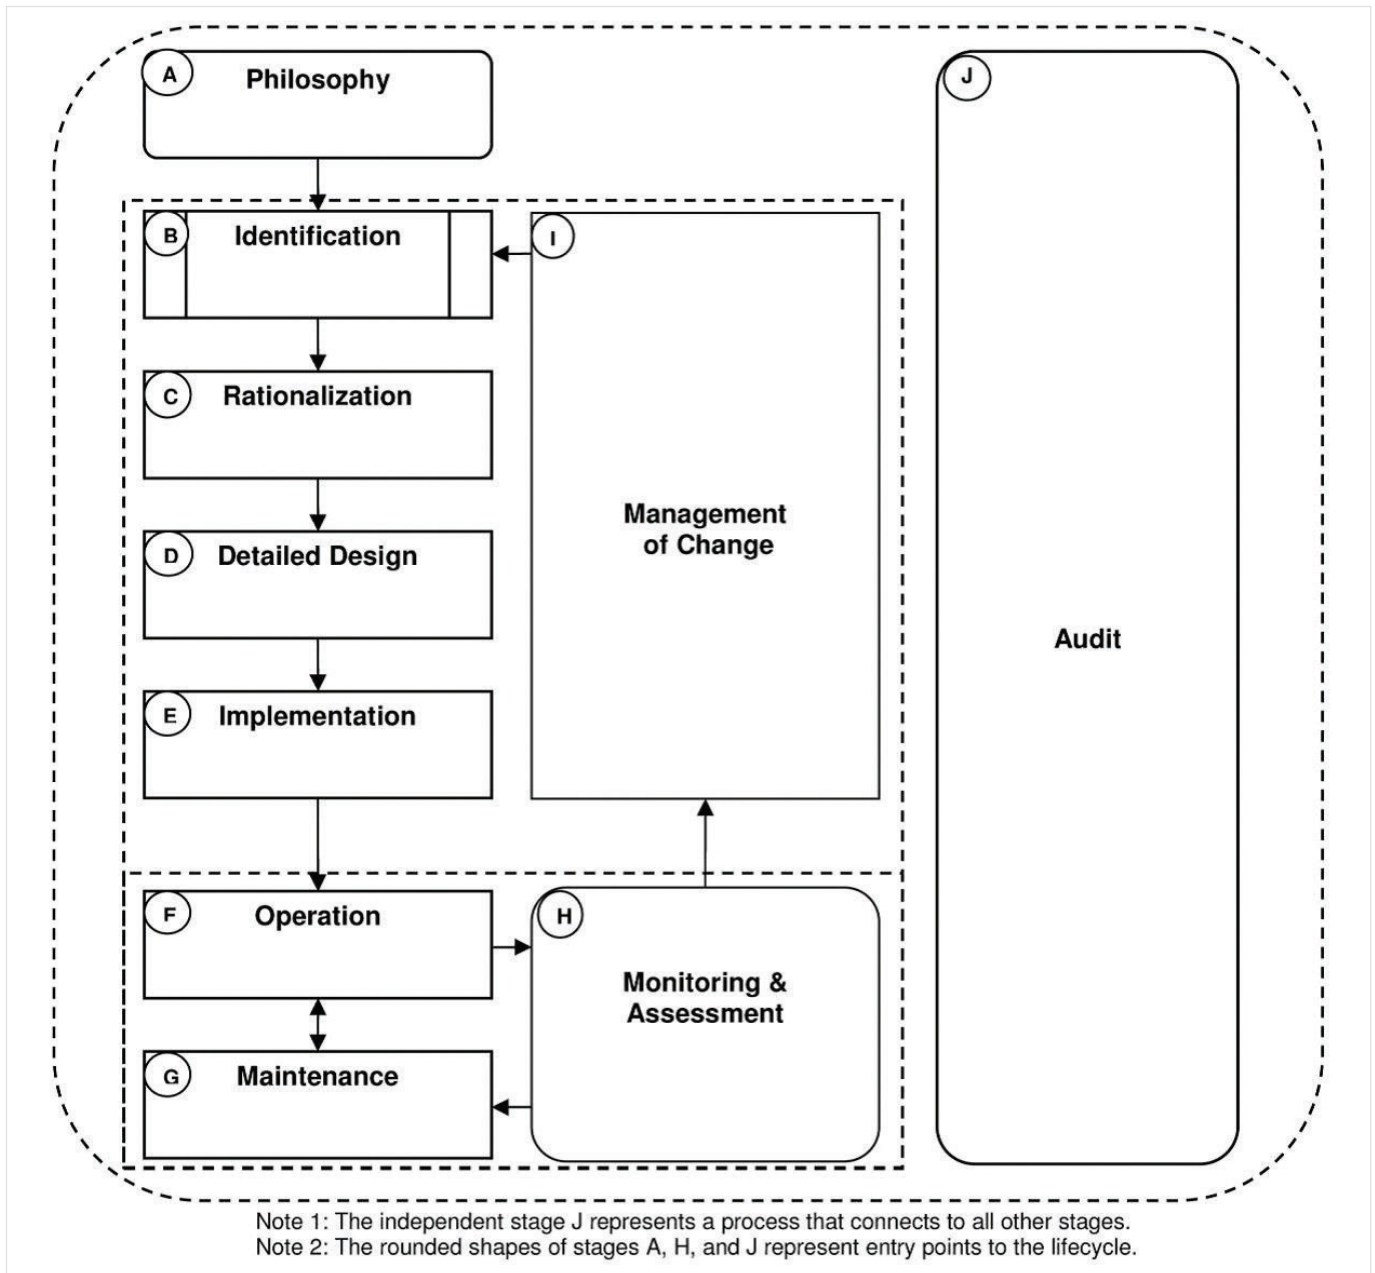 A
Philosophy
J
B
Identification
I
C
Rationalization
D
Detailed Design
Management
of Change
E
Implementation
Audit
F
Operation
H
Monitoring &
Assessment
G
Maintenance
Note 1: The independent stage J represents a process that connects to all other stages.
Note 2: The rounded shapes of stages A, H, and J represent entry points to the lifecycle.